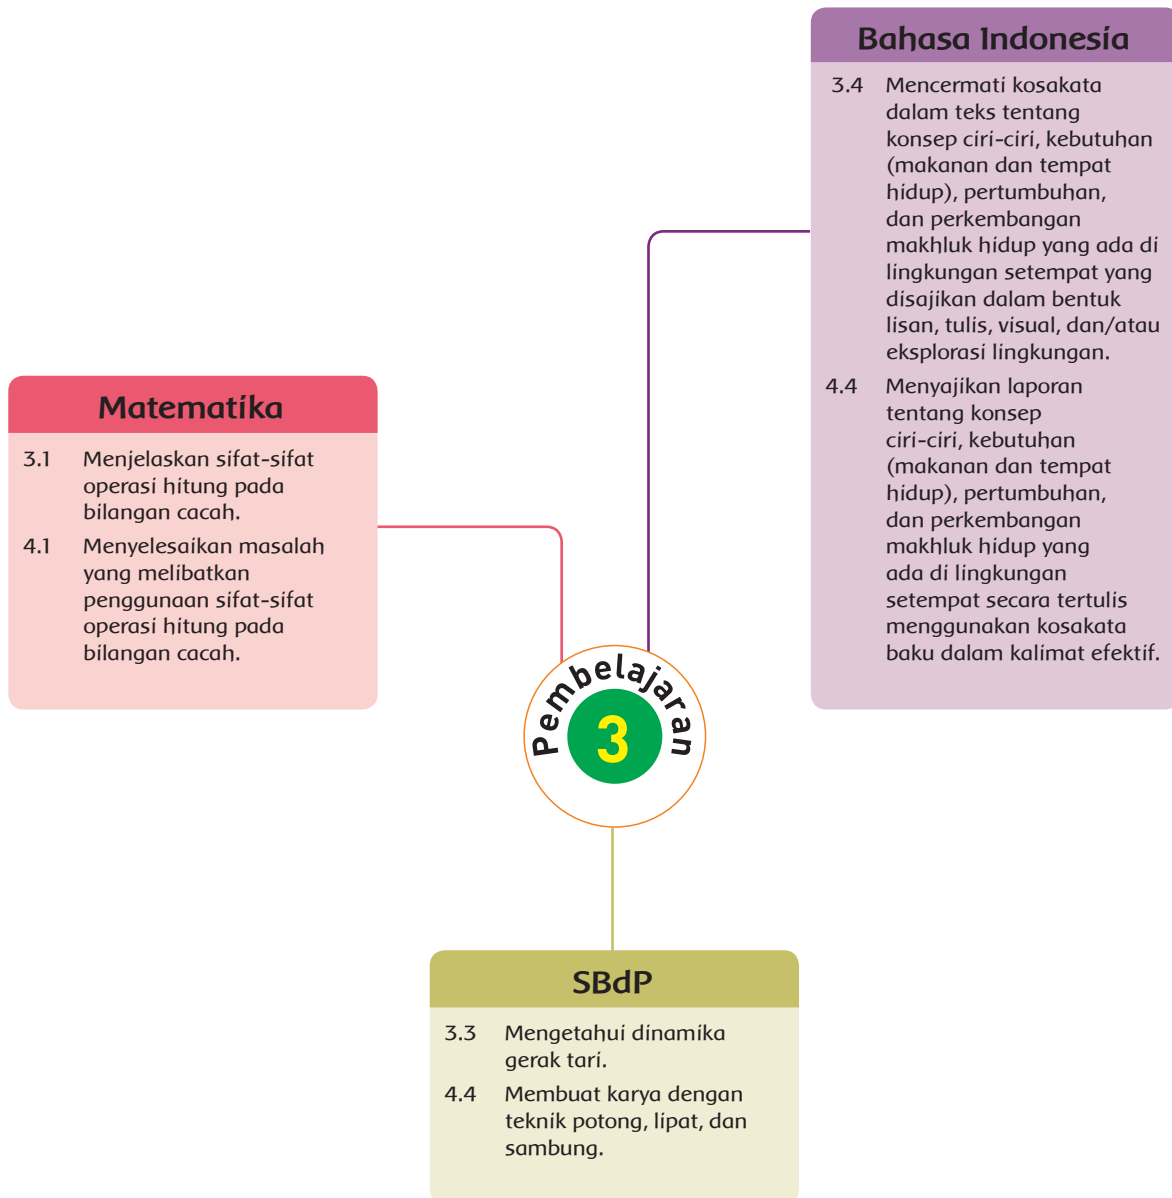 Bahasa Indonesia
3.4 Mencermati kosakata
dalam teks tentang
konsep ciri-ciri, kebutuhan
(makanan dan tempat
hidup), pertumbuhan,
dan perkembangan
makhluk hidup yang ada di
lingkungan setempat yang
disajikan dalam bentuk
lisan, tulis, visual, dan/atau
eksplorasi lingkungan.
4.4 Menyajikan laporan
tentang konsep
ciri-ciri, kebutuhan
(makanan dan tempat
hidup), pertumbuhan,
dan perkembangan
makhluk hidup yang
ada di lingkungan
setempat secara tertulis
menggunakan kosakata
baku dalam kalimat efektif.
Matematika
3.1 Menjelaskan sifat-sifat
operasi hitung pada
bilangan cacah.
4.1 Menyelesaikan masalah
yang melibatkan
penggunaan sifat-sifat
operasi hitung pada
bilangan cacah.
Pembelajaran
3
SBdP
3.3 Mengetahui dinamika
gerak tari.
4.4 Membuat karya dengan
teknik potong, lipat, dan
sambung.